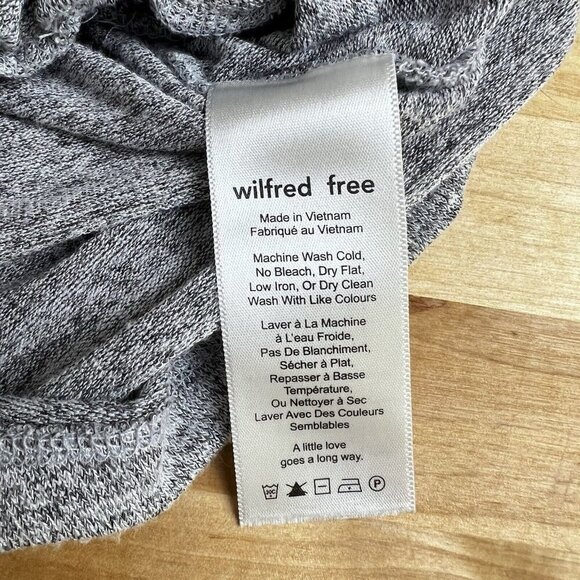 wilfred free
Made in Vietnam
Fabriqué au Vietnam
Machine Wash Cold,
No Bleach, Dry Flat,
Low Iron, Or Dry Clean
Wash With Like Colours
Laver à La Machine
à L'eau Froide,
Pas De Blanchiment,
Sécher à Plat,
Repasser à Basse
Température,
Ou Nettoyer à Sec
Laver Avec Des Couleurs
Semblables
A little love
goes a long way.
30C P